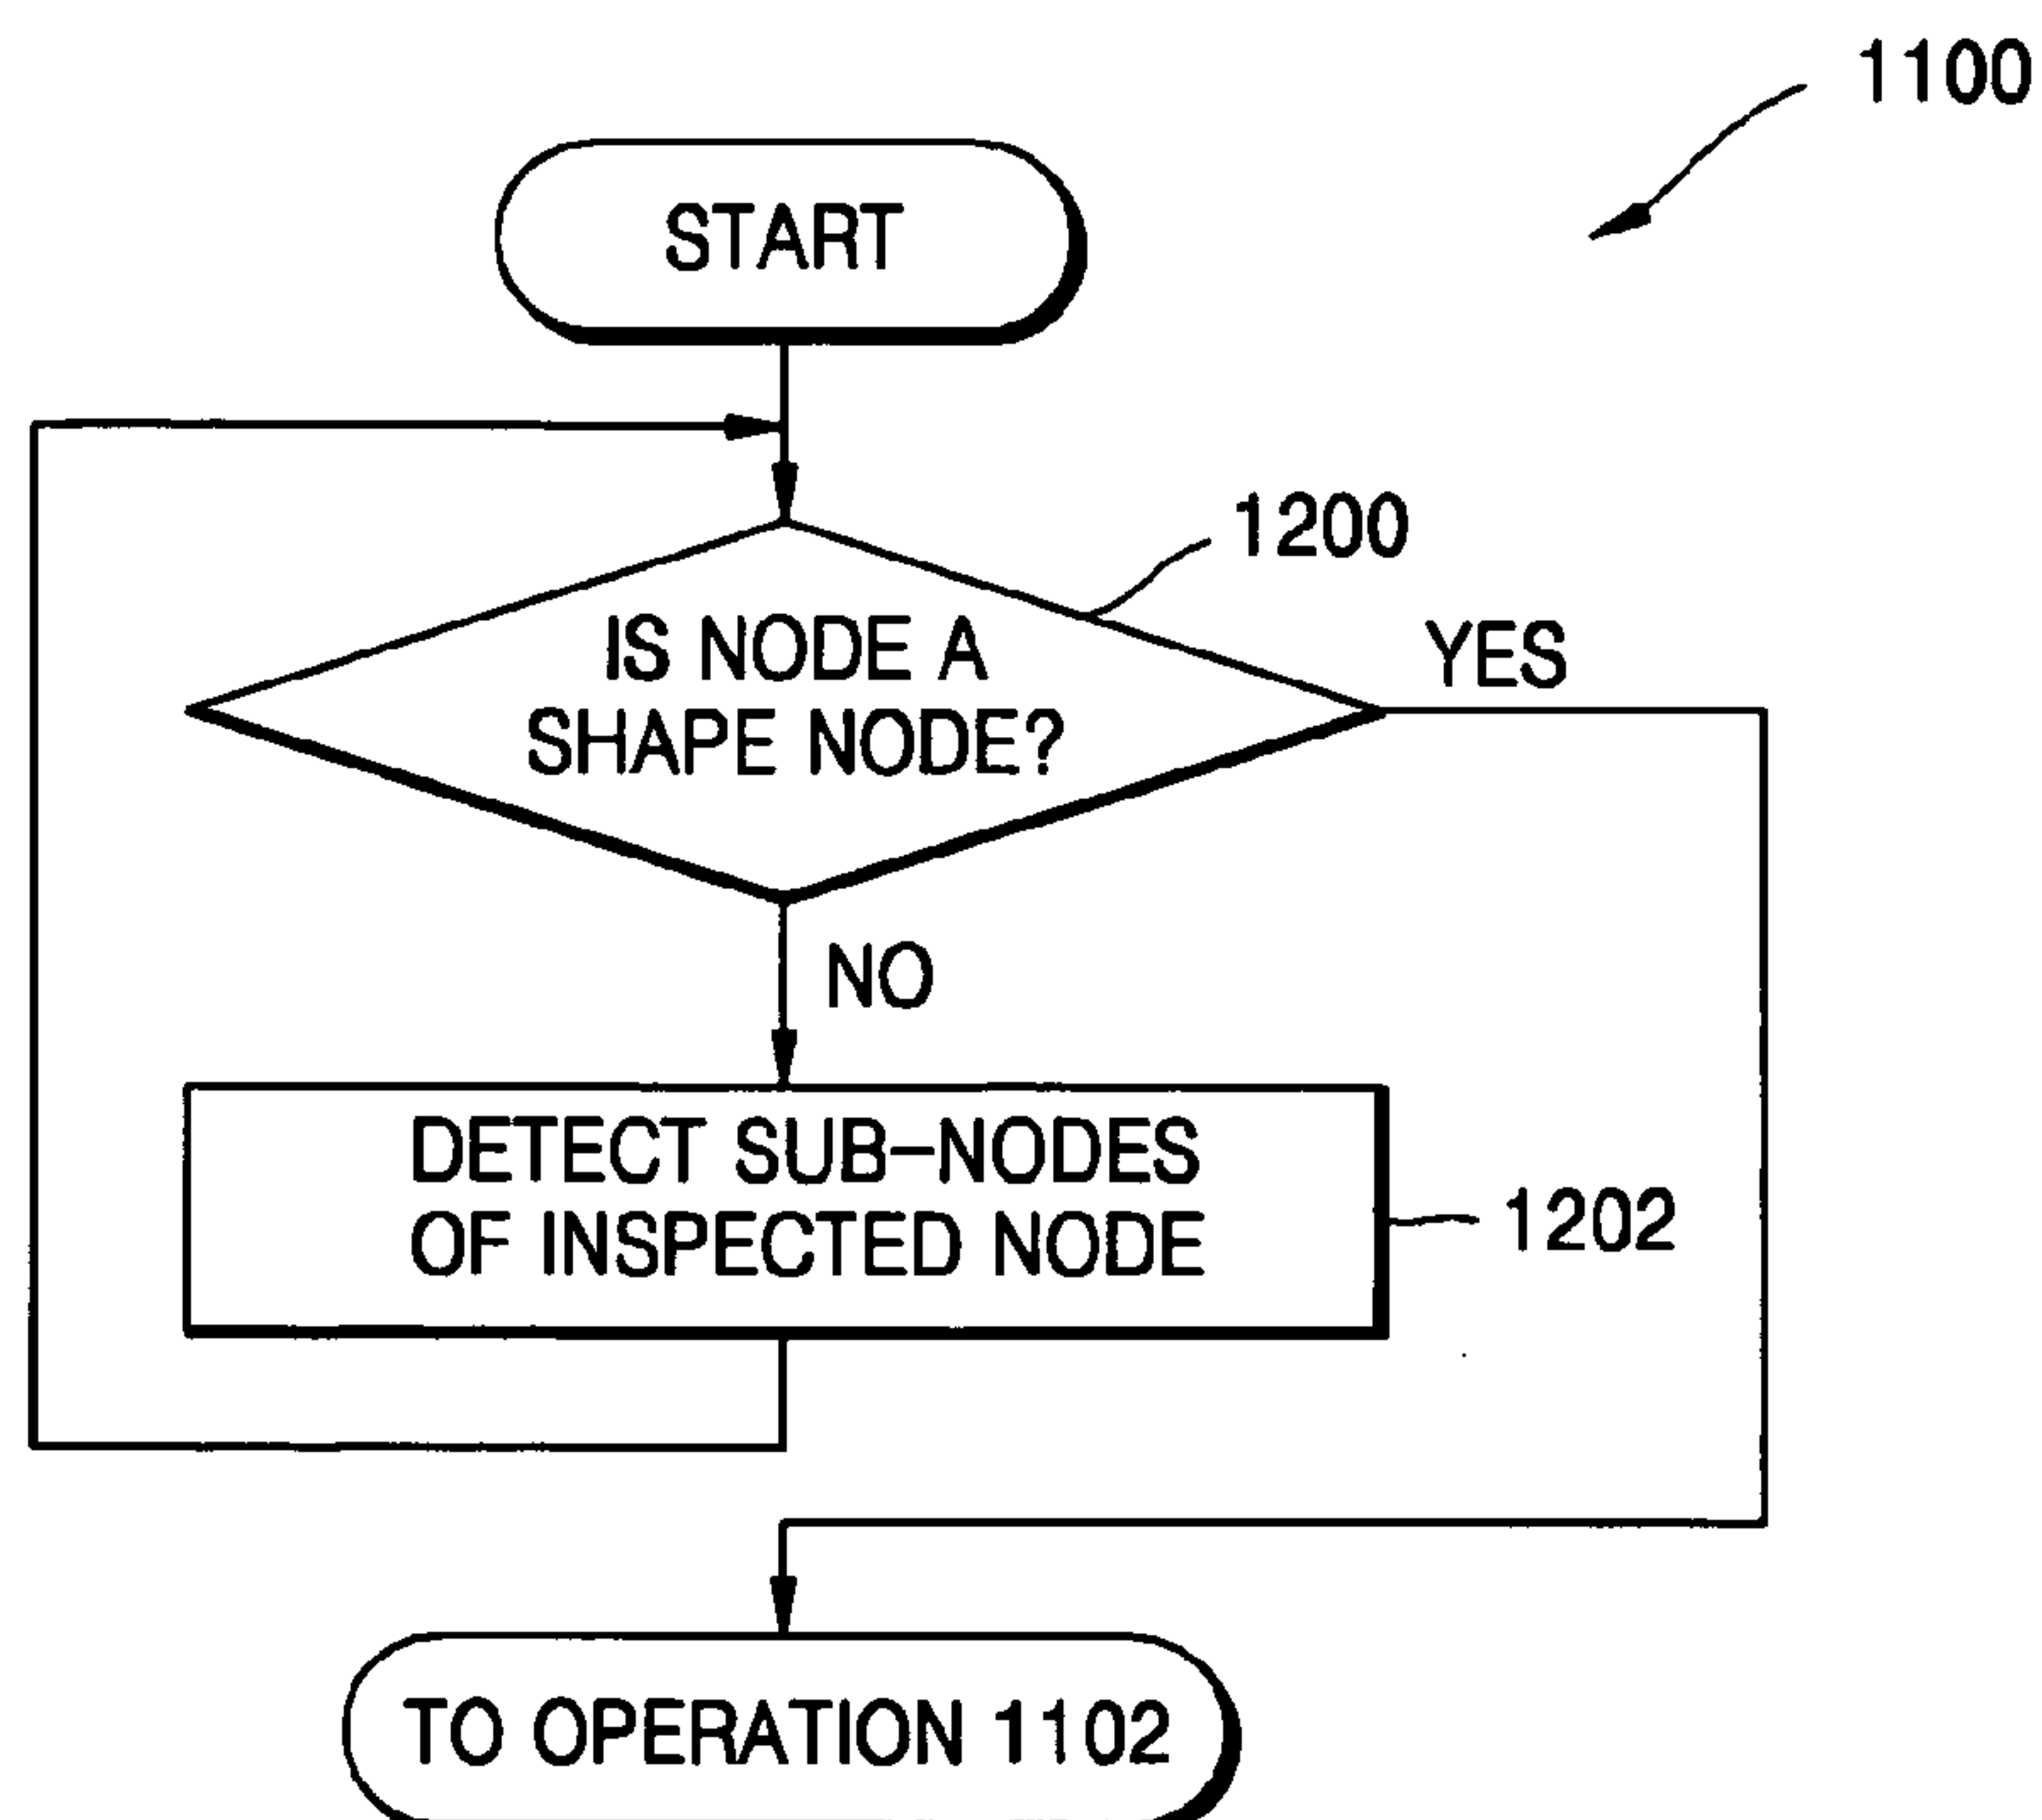 1100
START
1200
IS NODE A
SHAPE NODE?
YES
NO
DETECT SUB-NODES
OF INSPECTED NODE
1202
TO OPERATION 1102